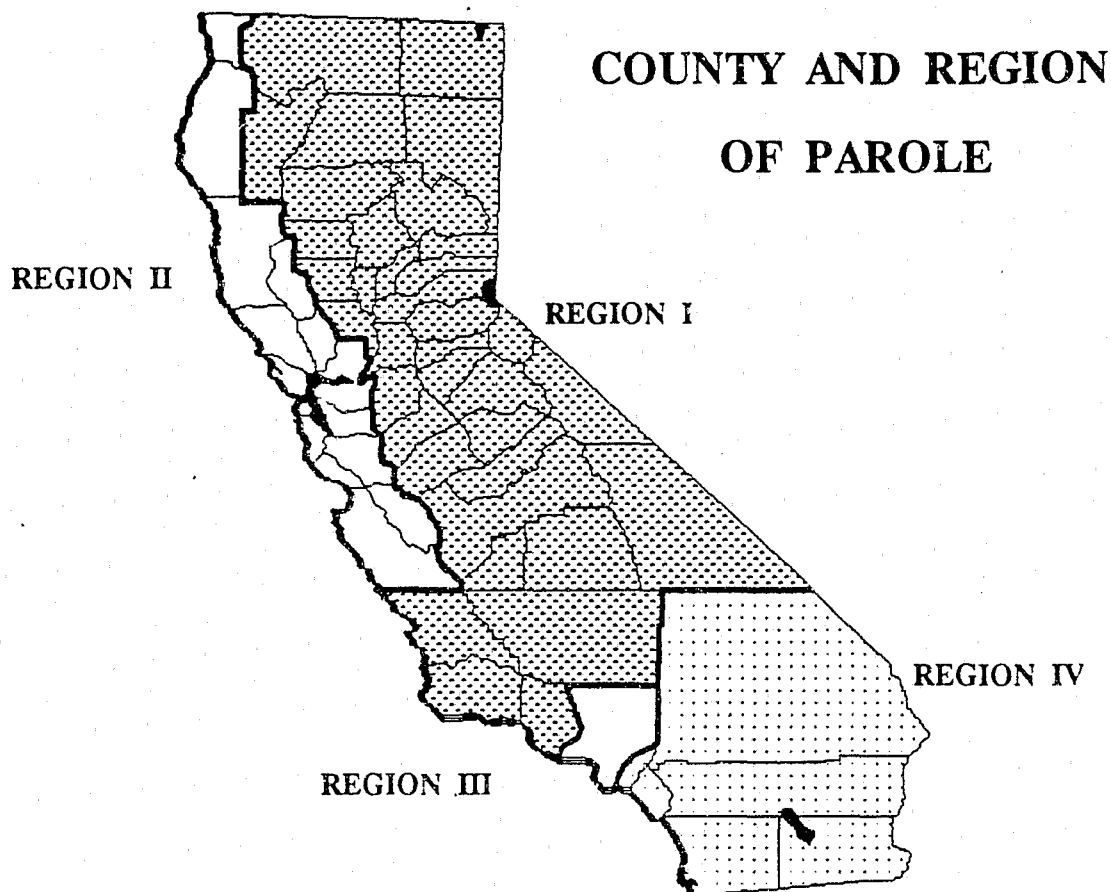 COUNTY AND REGION
OF PAROLE
REGION II
REGION I
REGION IV
REGION III